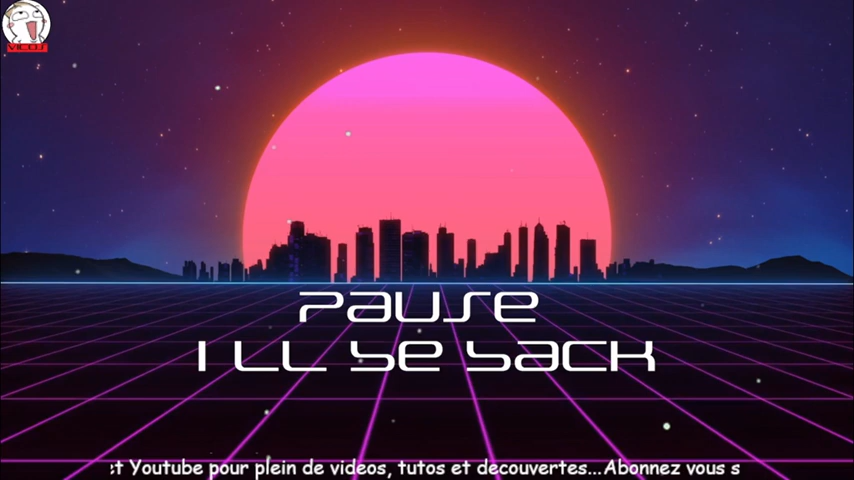 Pause
I LL be back
t Youtube pour plein de videos, tutos et decouvertes...Abonnez vous s